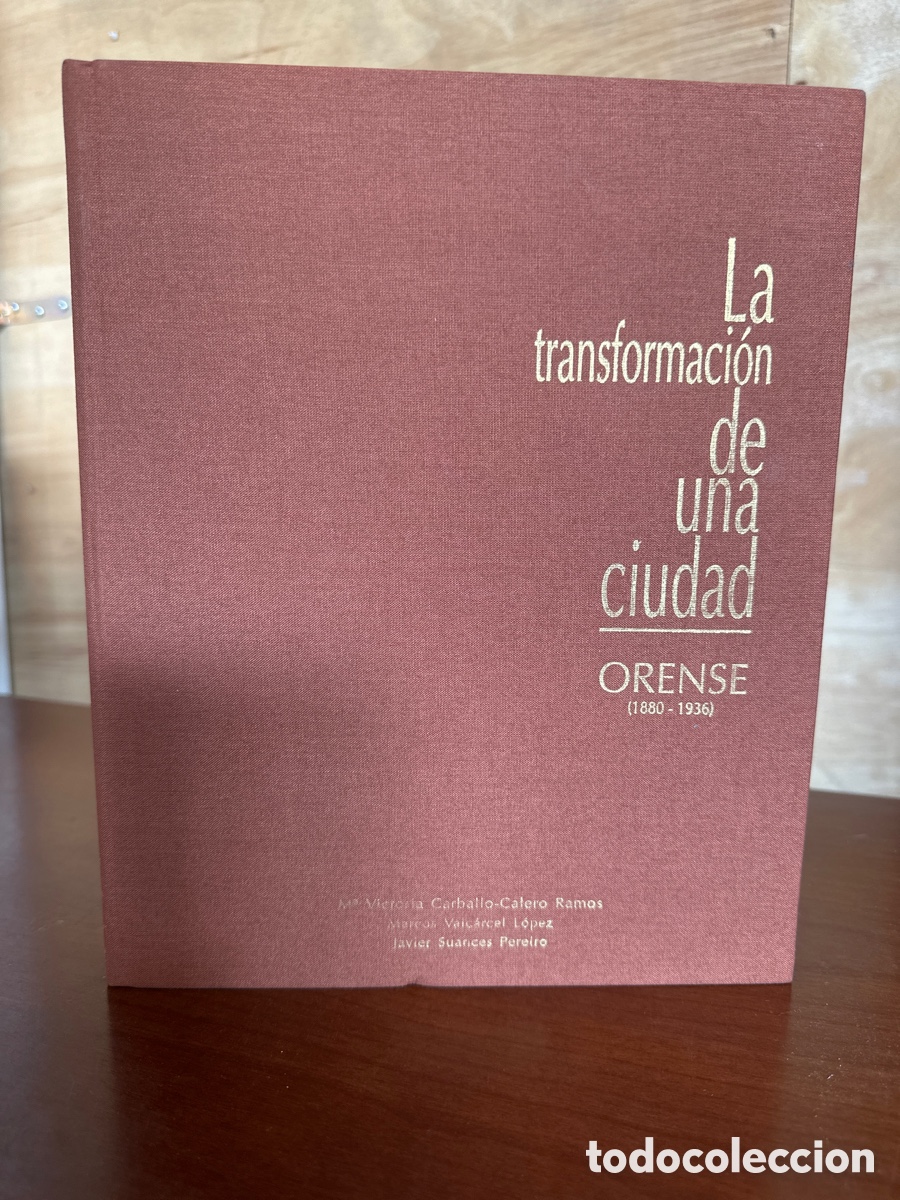 La
transformación
de
una
ciudad
ORENSE
(1880 - 1936)
Mª Victoria Carballo-Calero Ramos
Marcos Valcárcel López
Javier Suances Pereiro
todocoleccion